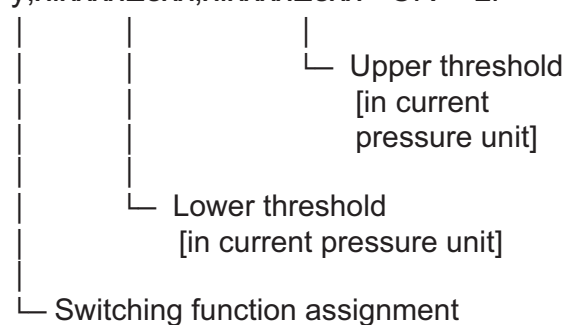 Upper threshold
[in current
pressure unit]
Lower threshold
[in current pressure unit]
Switching function assignment